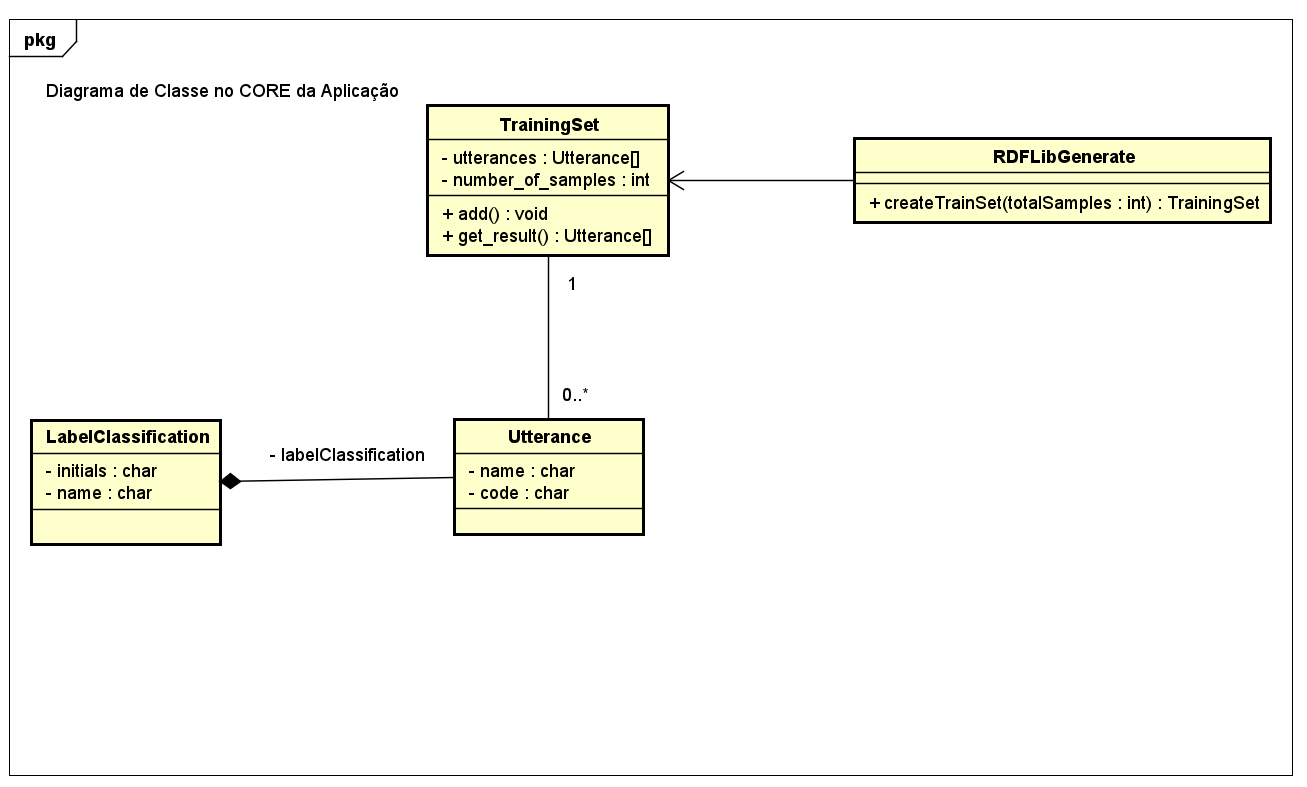 pkg
Diagrama de Classe no CORE da Aplicação
TrainingSet
- utterances : Utterance[]
- number_of_samples : int
+ add() : void
+ get_result() : Utterance[]
RDFLibGenerate
+ createTrainSet(totalSamples : int) : TrainingSet
1
0..*
LabelClassification
- initials : char
- name : char
- labelClassification
Utterance
- name : char
- code : char